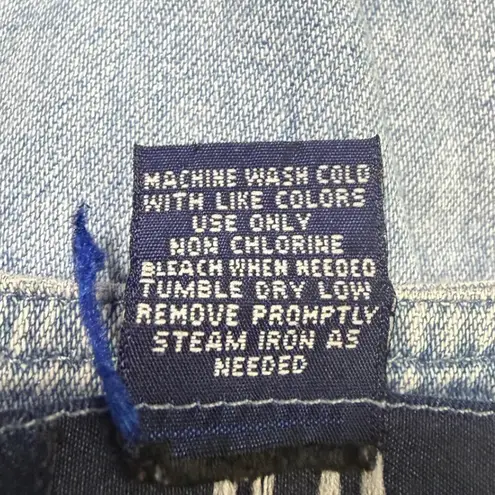 MACHINE WASH COLD
WITH LIKE COLORS
USE ONLY
NON CHLORINE
BLEACH WHEN NEEDED
TUMBLE DRY LOW
REMOVE PROMPTLY
STEAM IRON AS
NEEDED